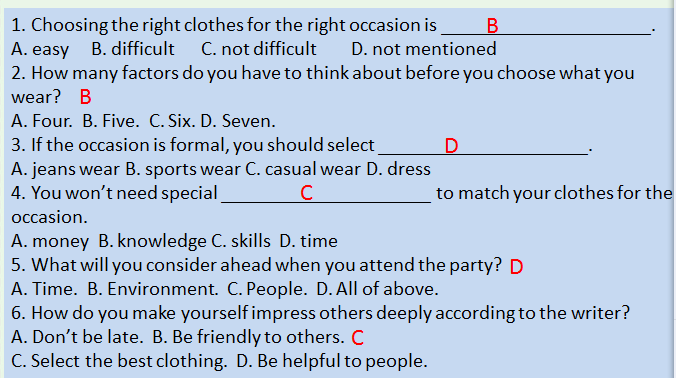 1. Choosing the right clothes for the right occasion is ____B____.
A. easy B. difficult C. not difficult D. not mentioned
2. How many factors do you have to think about before you choose what you
wear? B
A. Four. B. Five. C. Six. D. Seven.
3. If the occasion is formal, you should select ____D____.
A. jeans wear B. sports wear C. casual wear D. dress
4. You won't need special ____C____ to match your clothes for the
occasion.
A. money B. knowledge C. skills D. time
5. What will you consider ahead when you attend the party? D
A. Time. B. Environment. C. People. D. All of above.
6. How do you make yourself impress others deeply according to the writer?
A. Don't be late. B. Be friendly to others. C
C. Select the best clothing. D. Be helpful to people.